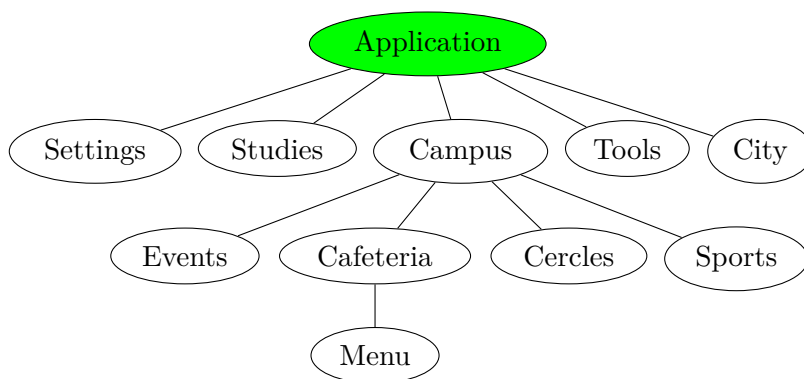 Application
Settings Studies Campus Tools City
Events Cafeteria Cercles Sports
Menu